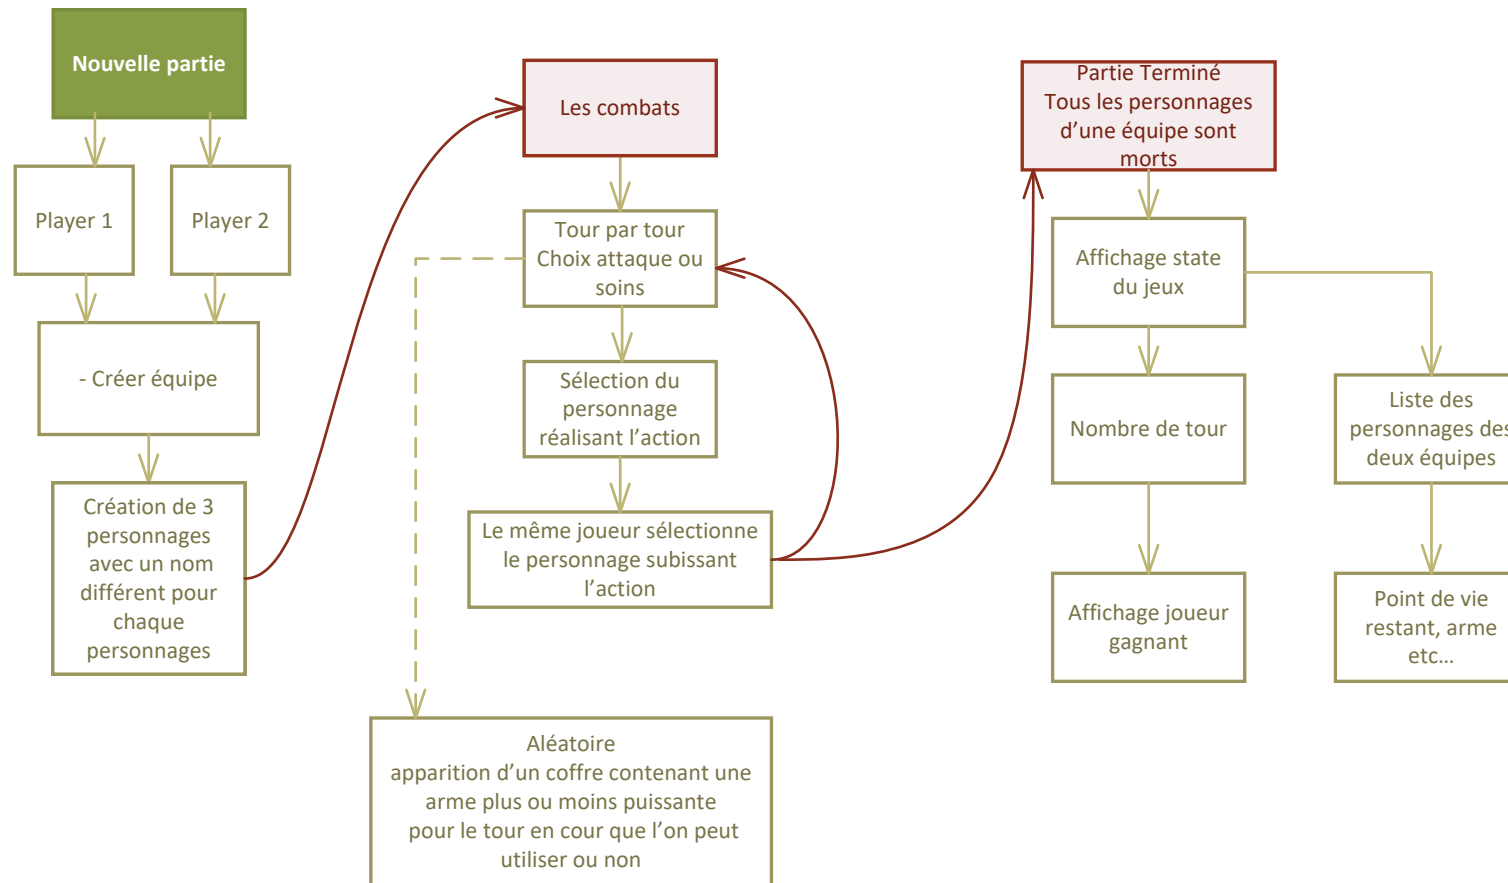 Nouvelle partie
Player 1
Player 2
- Créer équipe
Création de 3
personnages
avec un nom
différent pour
chaque
personnages
Les combats
Tour par tour
Choix attaque ou
soins
Sélection du
personnage
réalisant l’action
Le même joueur sélectionne
le personnage subissant
l’action
Aléatoire
apparition d’un coffre contenant une
arme plus ou moins puissante
pour le tour en cour que l’on peut
utiliser ou non
Partie Terminé
Tous les personnages
d’une équipe sont
morts
Affichage state
du jeux
Nombre de tour
Affichage joueur
gagnant
Liste des
personnages des
deux équipes
Point de vie
restant, arme
etc…